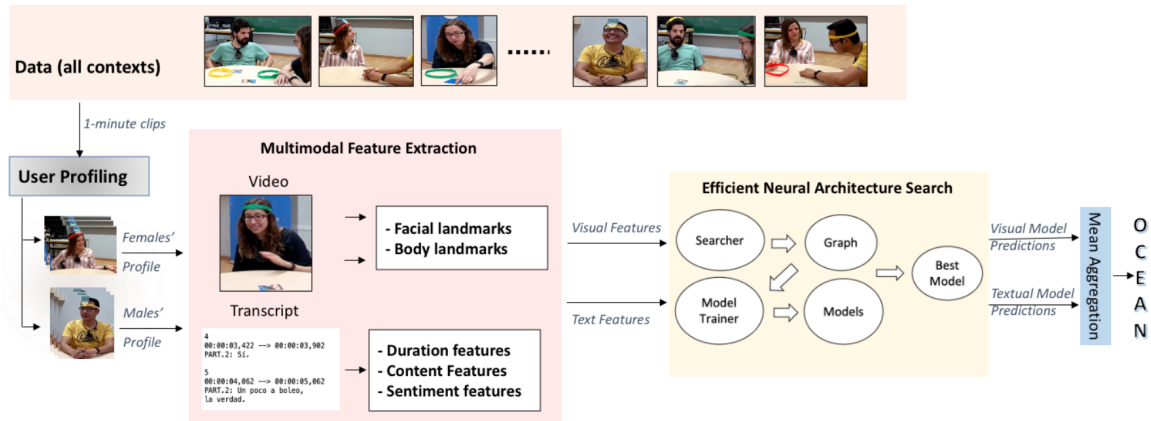 Data (all contexts)
1-minute clips
User Profiling
Females'
Profile
Males'
Profile
Multimodal Feature Extraction
Video
- Facial landmarks
- Body landmarks
Transcript
4
00:00:03,422 --> 00:00:03,902
PART.2: Sí.
5
00:00:04,062 --> 00:00:05,062
PART.2: Un poco a boleo,
la verdad.
- Duration features
- Content Features
- Sentiment features
Visual Features
Text Features
Efficient Neural Architecture Search
Searcher
Graph
Model
Trainer
Models
Best
Model
Visual Model
Predictions
Textual Model
Predictions
Mean Aggregation
O
C
E
A
N